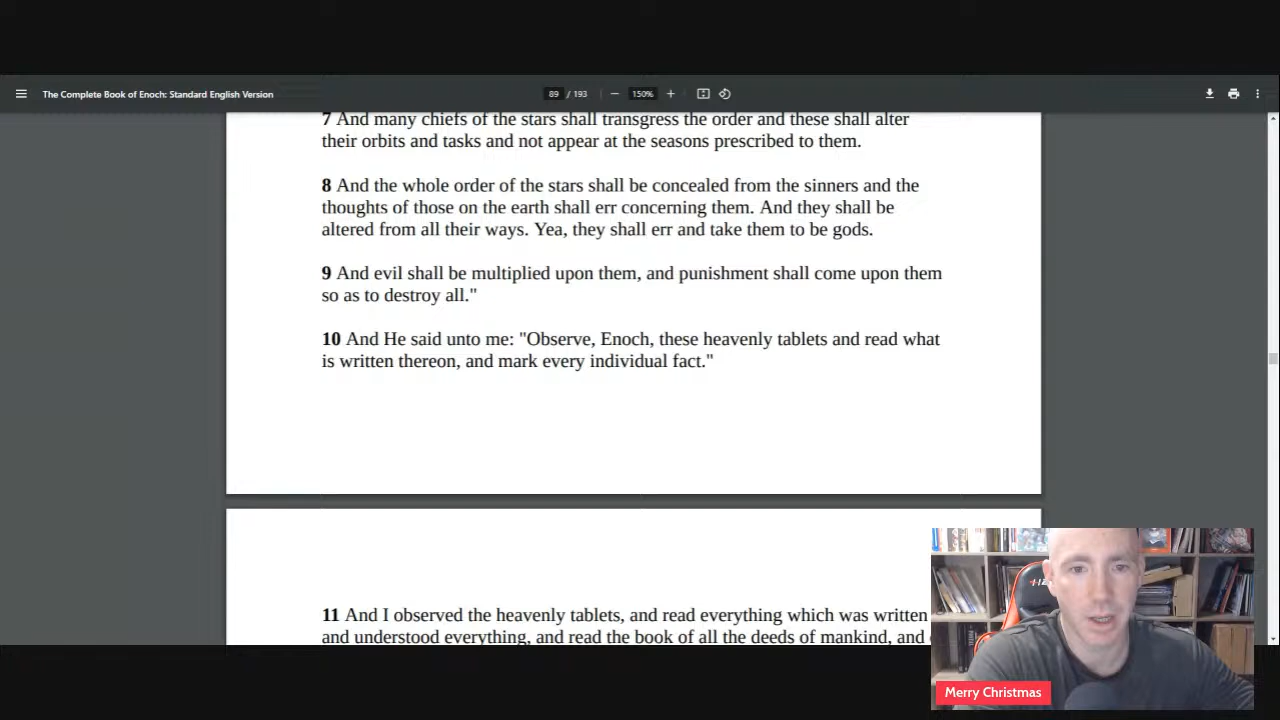 The Complete Book of Enoch: Standard English Version
89 / 193
150%
7 And many chiefs of the stars shall transgress the order and these shall alter
their orbits and tasks and not appear at the seasons prescribed to them.
8 And the whole order of the stars shall be concealed from the sinners and the
thoughts of those on the earth shall err concerning them. And they shall be
altered from all their ways. Yea, they shall err and take them to be gods.
9 And evil shall be multiplied upon them, and punishment shall come upon them
so as to destroy all."
10 And He said unto me: "Observe, Enoch, these heavenly tablets and read what
is written thereon, and mark every individual fact."
11 And I observed the heavenly tablets, and read everything which was written
and understood everything, and read the book of all the deeds of mankind, and
Merry Christmas